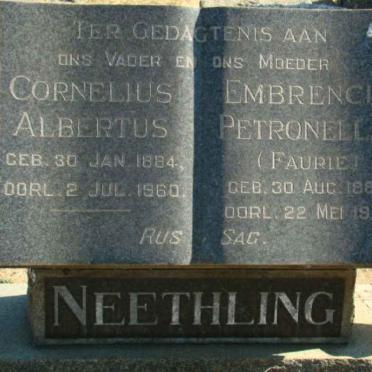 TER GEDAGTENIS AAN
ONS VADER EN ONS MOEDER
CORNELIUS
ALBERTUS
GEB. 30 JAN. 1884.
OORL. 2 JUL. 1960.
EMBRENCI
PETRONELL
(FAURIE)
GEB. 30 AUG. 188
OORL. 22 MEI 19
RUS SAG.
NEETHLING